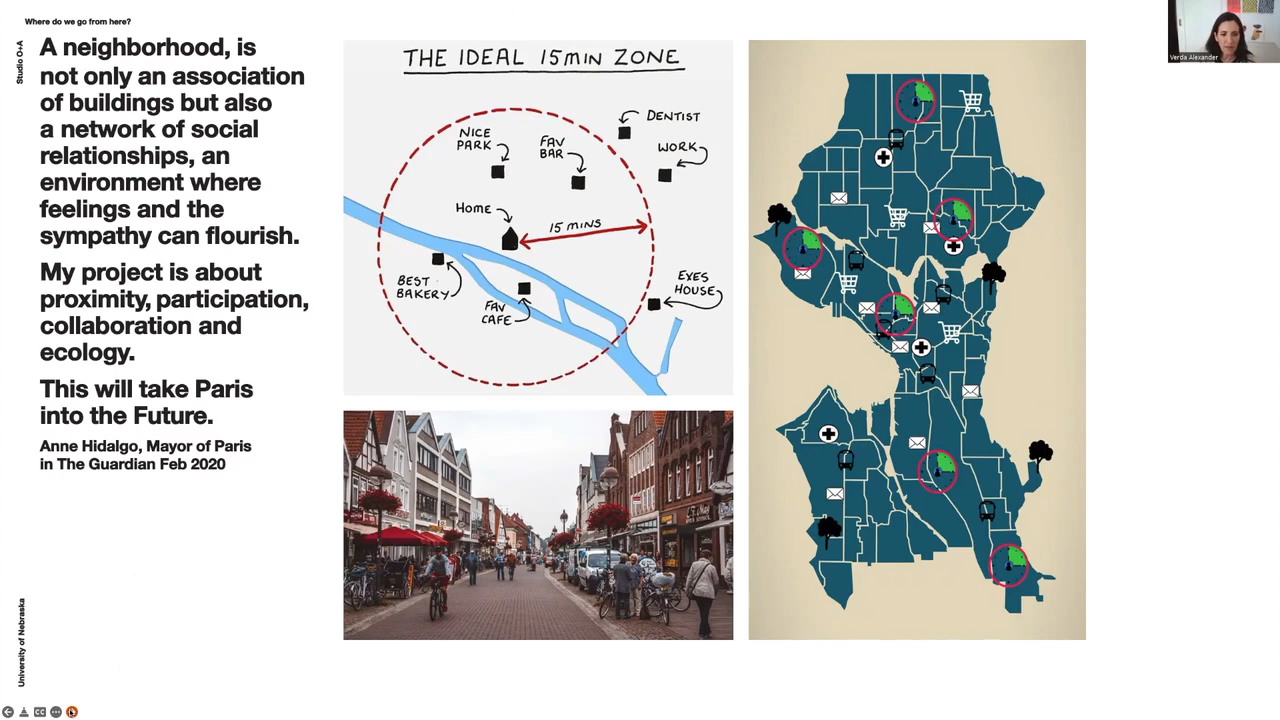 Where do we go from here?
Studio O+A
A neighborhood, is
not only an association
of buildings but also
a network of social
relationships, an
environment where
feelings and the
sympathy can flourish.
My project is about
proximity, participation,
collaboration and
ecology.
This will take Paris
into the Future.
Anne Hidalgo, Mayor of Paris
in The Guardian Feb 2020
University of Nebraska
THE IDEAL 15MIN ZONE
DENTIST
NICE
PARK
FAV
BAR
WORK
HOME
15 MINS
BEST
BAKERY
FAV
CAFE
EXES
HOUSE
Verda Alexander
CC